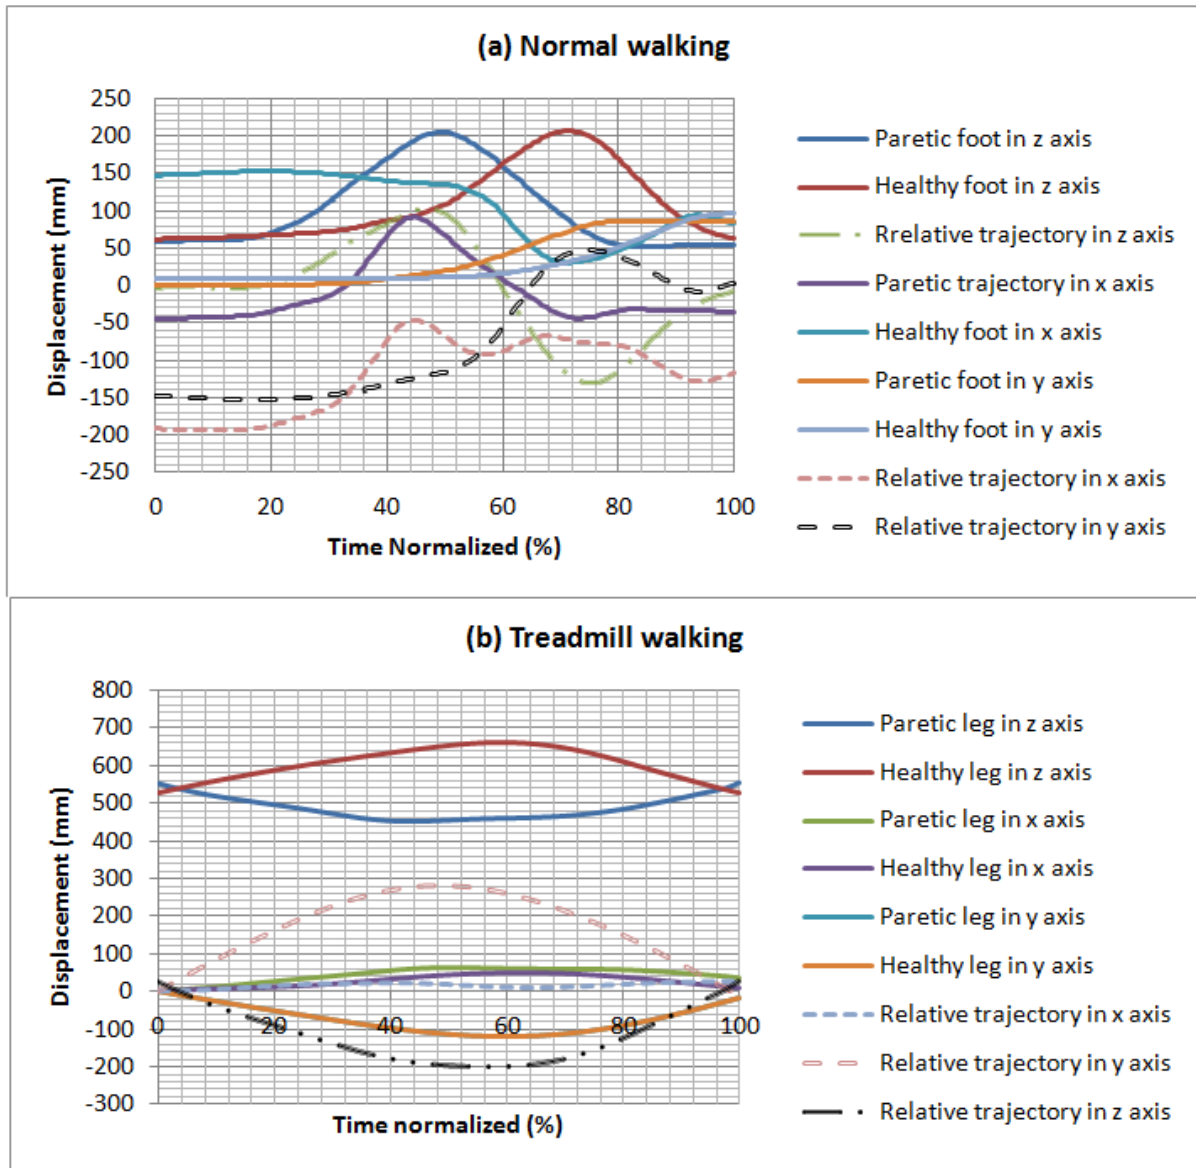 (a) Normal walking
250
200
150
100
50
0
-50
-100
-150
-200
-250
Displacement (mm)
0 20 40 60 80 100
Time Normalized (%)
Paretic foot in z axis
Healthy foot in z axis
Rrelative trajectory in z axis
Paretic trajectory in x axis
Healthy foot in x axis
Paretic foot in y axis
Healthy foot in y axis
Relative trajectory in x axis
Relative trajectory in y axis
(b) Treadmill walking
800
700
600
500
400
300
200
100
0
-100
-200
-300
Displacement (mm)
0 20 40 60 80 100
Time normalized (%)
Paretic leg in z axis
Healthy leg in z axis
Paretic leg in x axis
Healthy leg in x axis
Paretic leg in y axis
Healthy leg in y axis
Relative trajectory in x axis
Relative trajectory in y axis
Relative trajectory in z axis